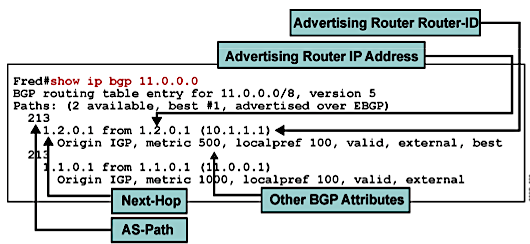 Advertising Router Router-ID
Advertising Router IP Address
Fred#show ip bgp 11.0.0.0
BGP routing table entry for 11.0.0.0/8, version 5
Paths: (2 available, best #1, advertised over EBGP)
213
1.2.0.1 from 1.2.0.1 (10.1.1.1)
Origin IGP, metric 500, localpref 100, valid, external, best
213
1.1.0.1 from 1.1.0.1 (11.0.0.1)
Origin IGP, metric 1000, localpref 100, valid, external
Next-Hop
Other BGP Attributes
AS-Path